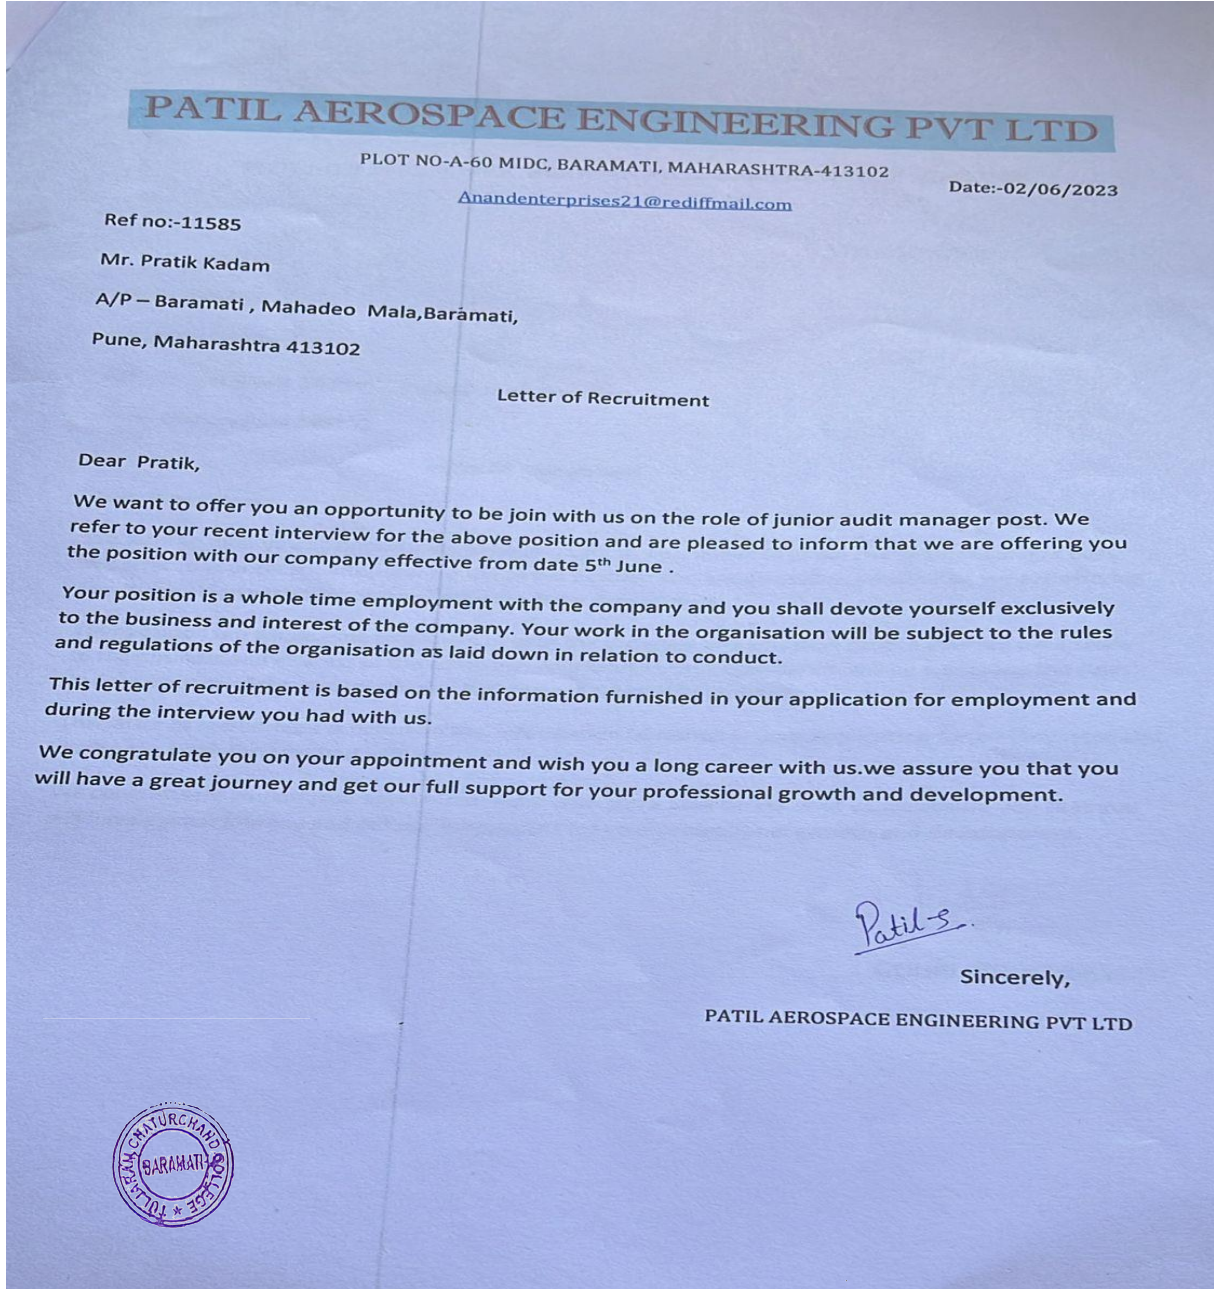 PATIL AEROSPACE ENGINEERING PVT LTD
PLOT NO-A-60 MIDC, BARAMATI, MAHARASHTRA-413102
Date:-02/06/2023
Anandenterprises21@rediffmail.com
Ref no:-11585
Mr. Pratik Kadam
A/P – Baramati , Mahadeo Mala,Baramati,
Pune, Maharashtra 413102
Letter of Recruitment
Dear Pratik,
We want to offer you an opportunity to be join with us on the role of junior audit manager post. We
refer to your recent interview for the above position and are pleased to inform that we are offering you
the position with our company effective from date 5th June .
Your position is a whole time employment with the company and you shall devote yourself exclusively
to the business and interest of the company. Your work in the organisation will be subject to the rules
and regulations of the organisation as laid down in relation to conduct.
This letter of recruitment is based on the information furnished in your application for employment and
during the interview you had with us.
We congratulate you on your appointment and wish you a long career with us.we assure you that you
will have a great journey and get our full support for your professional growth and development.
Patil-S.
Sincerely,
PATIL AEROSPACE ENGINEERING PVT LTD
TULJARAM CHATURCHAND COLLEGE
BARAMATI